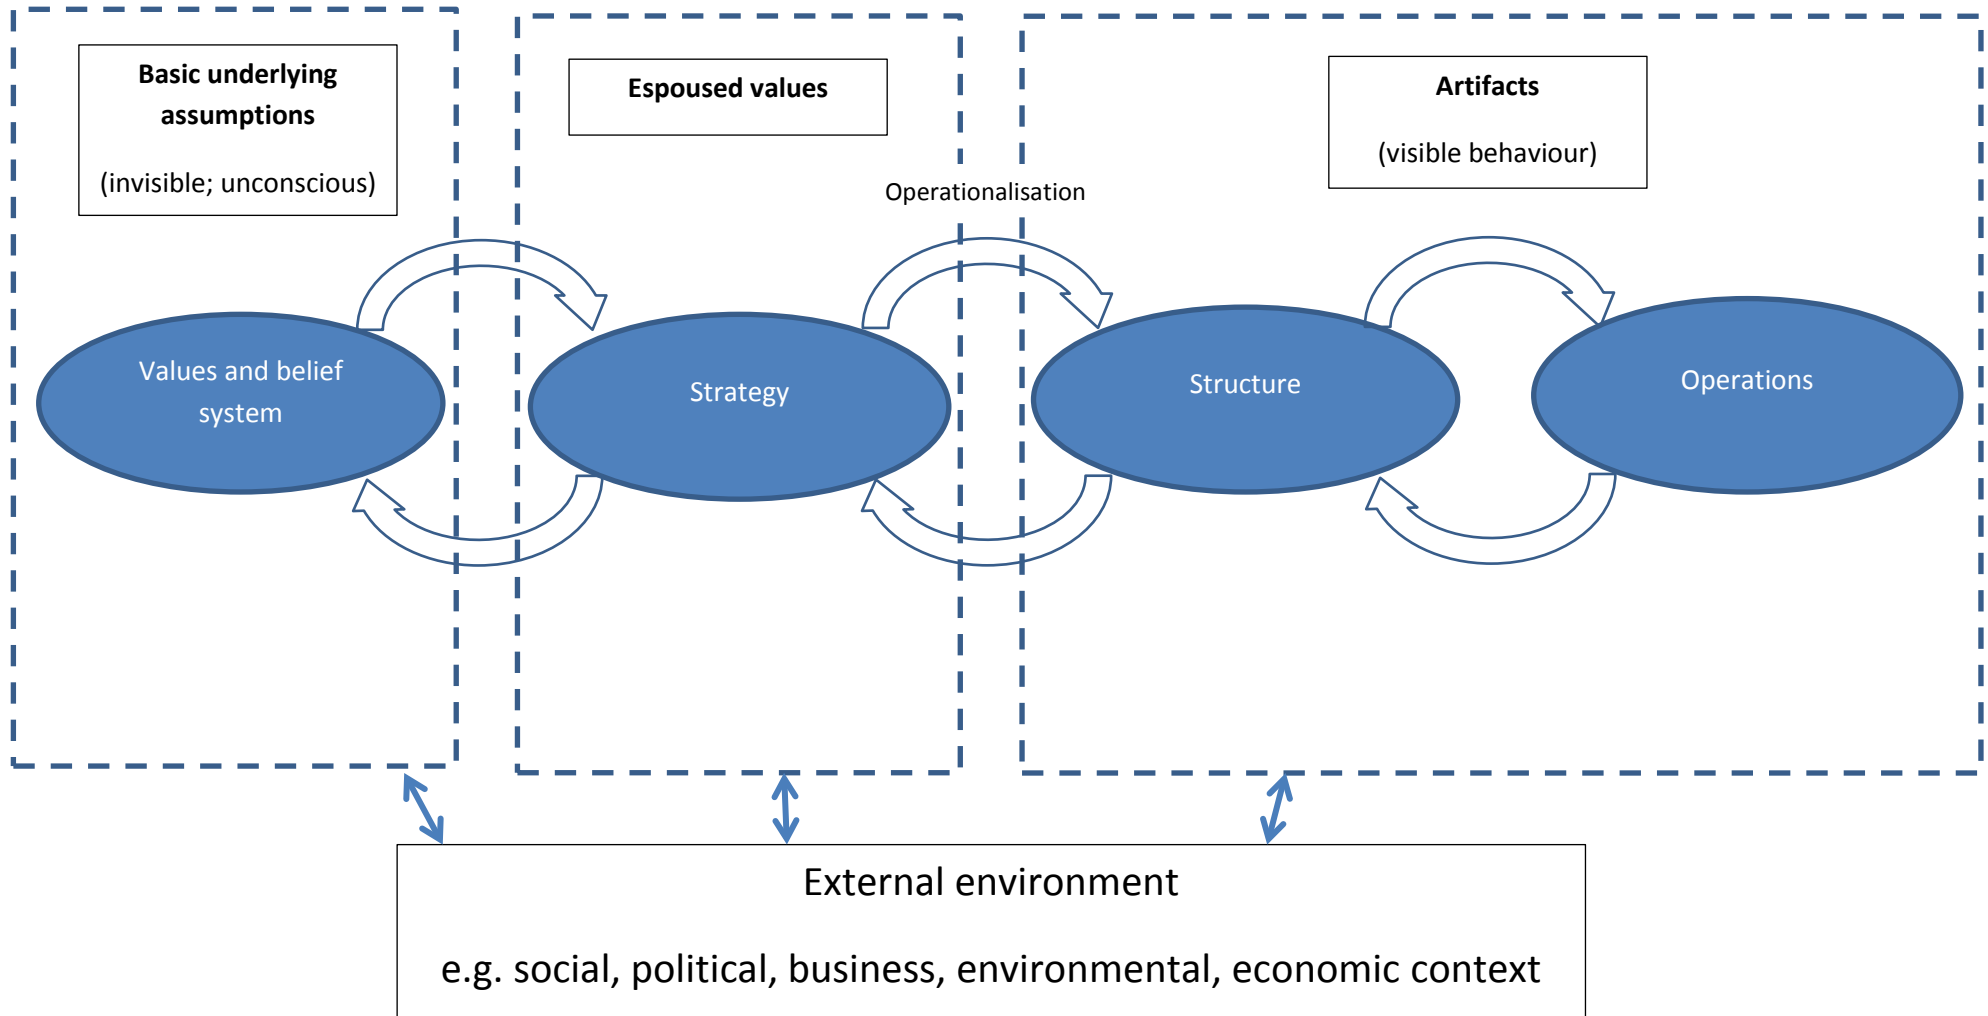 Basic underlying
assumptions
(invisible; unconscious)
Espoused values
Artifacts
(visible behaviour)
Operationalisation
Values and belief
system
Strategy
Structure
Operations
External environment
e.g. social, political, business, environmental, economic context